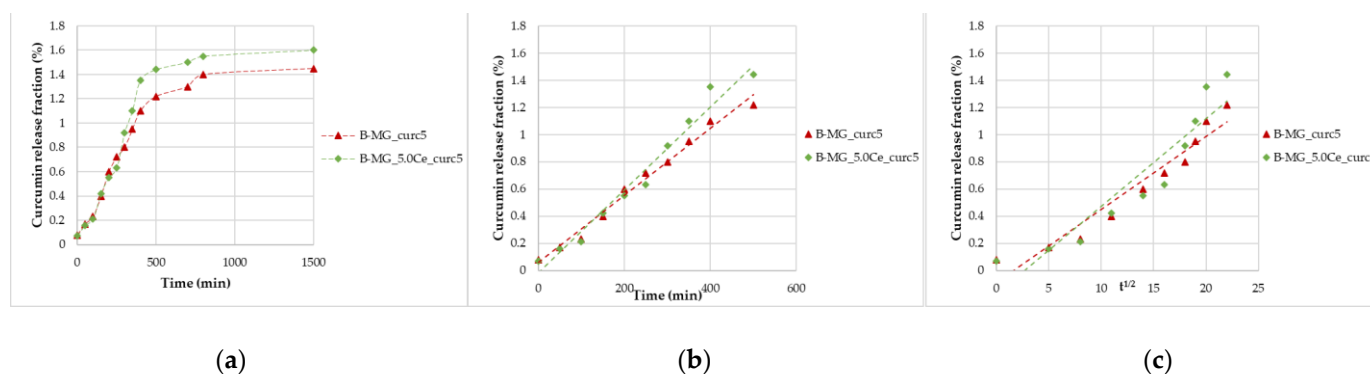 Curcumin release fraction (%)
1.8
1.6
1.4
1.2
1
0.8
0.6
0.4
0.2
0
0 500 1000 1500
Time (min)
B-MG_curc5
B-MG_5.0Ce_curc5
(a)
Curcumin release fraction (%)
1.8
1.6
1.4
1.2
1
0.8
0.6
0.4
0.2
0
0 200 400 600
Time (min)
B-MG_curc5
B-MG_5.0Ce_curc5
(b)
Curcumin release fraction (%)
1.8
1.6
1.4
1.2
1
0.8
0.6
0.4
0.2
0
0 5 10 15 20 25
t^1/2
B-MG_curc5
B-MG_5.0Ce_curc
(c)